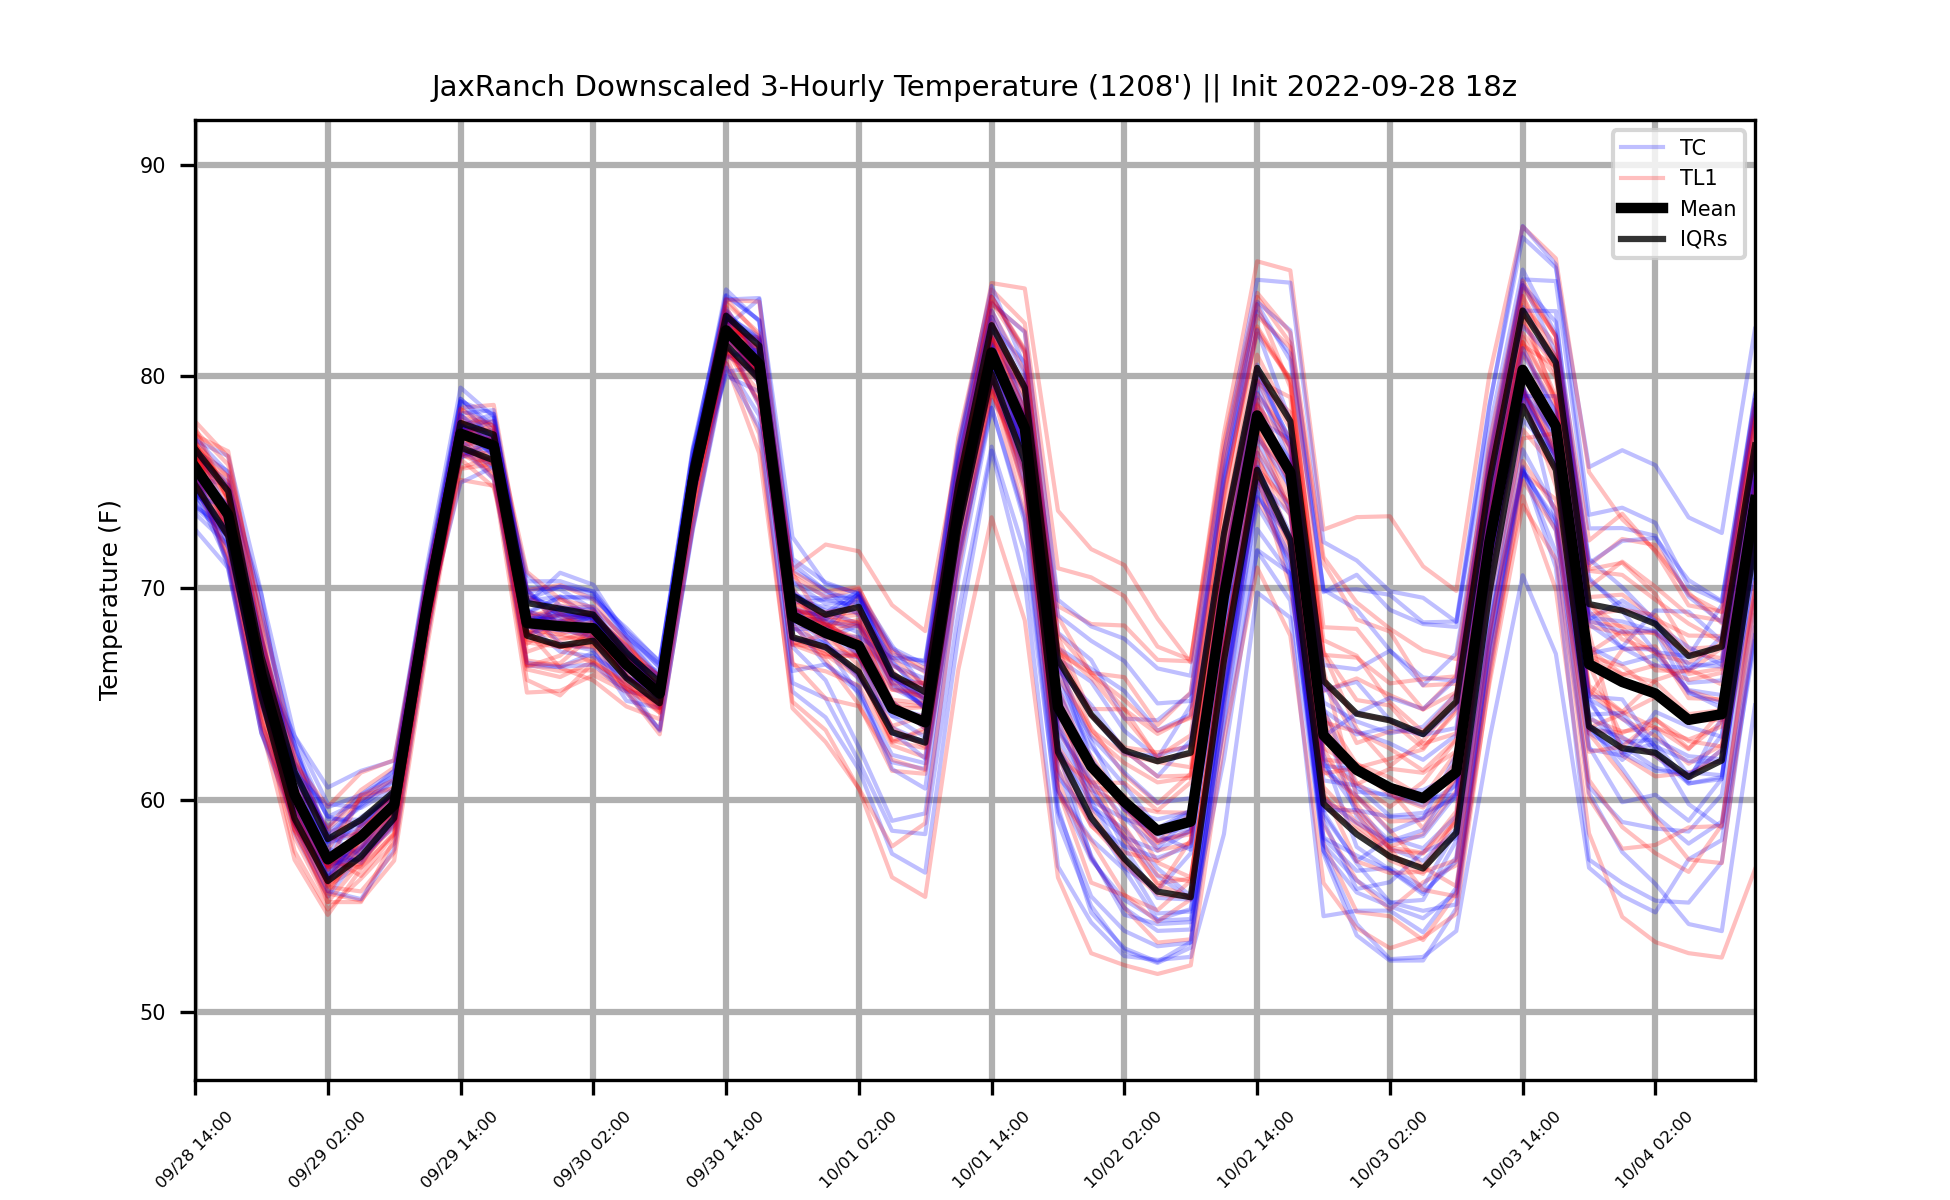 JaxRanch Downscaled 3-Hourly Temperature (1208') || Init 2022-09-28 18z
TC
TL1
Mean
IQRs
Temperature (F)
90
80
70
60
50
09/28 14:00
09/29 02:00
09/29 14:00
09/30 02:00
09/30 14:00
10/01 02:00
10/01 14:00
10/02 02:00
10/02 14:00
10/03 02:00
10/03 14:00
10/04 02:00